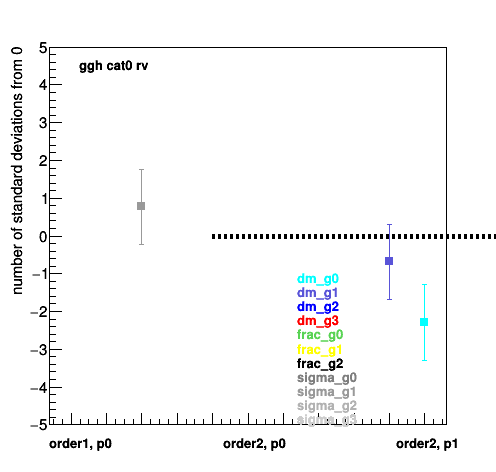 number of standard deviations from 0
5
ggh cat0 rv
4
3
2
1
0
−1
dm_g0
dm_g1
−2
dm_g2
dm_g3
frac_g0
−3
frac_g1
frac_g2
sigma_g0
−4
sigma_g1
sigma_g2
sigma_g3
−5
order1, p0 order2, p0 order2, p1